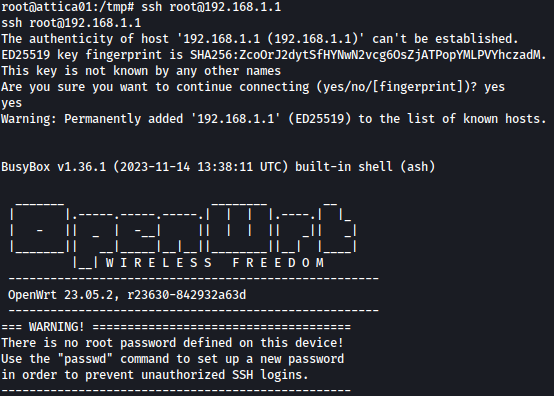 root@attica01:/tmp# ssh root@192.168.1.1
ssh root@192.168.1.1
The authenticity of host '192.168.1.1 (192.168.1.1)' can't be established.
ED25519 key fingerprint is SHA256:ZcoOrJ2dytSfHYNwN2vcg6OsZjATPopYMLPVYhczadM.
This key is not known by any other names
Are you sure you want to continue connecting (yes/no/[fingerprint])? yes
yes
Warning: Permanently added '192.168.1.1' (ED25519) to the list of known hosts.
BusyBox v1.36.1 (2023-11-14 13:38:11 UTC) built-in shell (ash)
OpenWrt
W I R E L E S S   F R E E D O M
-----------------------------------------------------
OpenWrt 23.05.2, r23630-842932a63d
-----------------------------------------------------
=== WARNING! =====================================
There is no root password defined on this device!
Use the "passwd" command to set up a new password
in order to prevent unauthorized SSH logins.
--------------------------------------------------